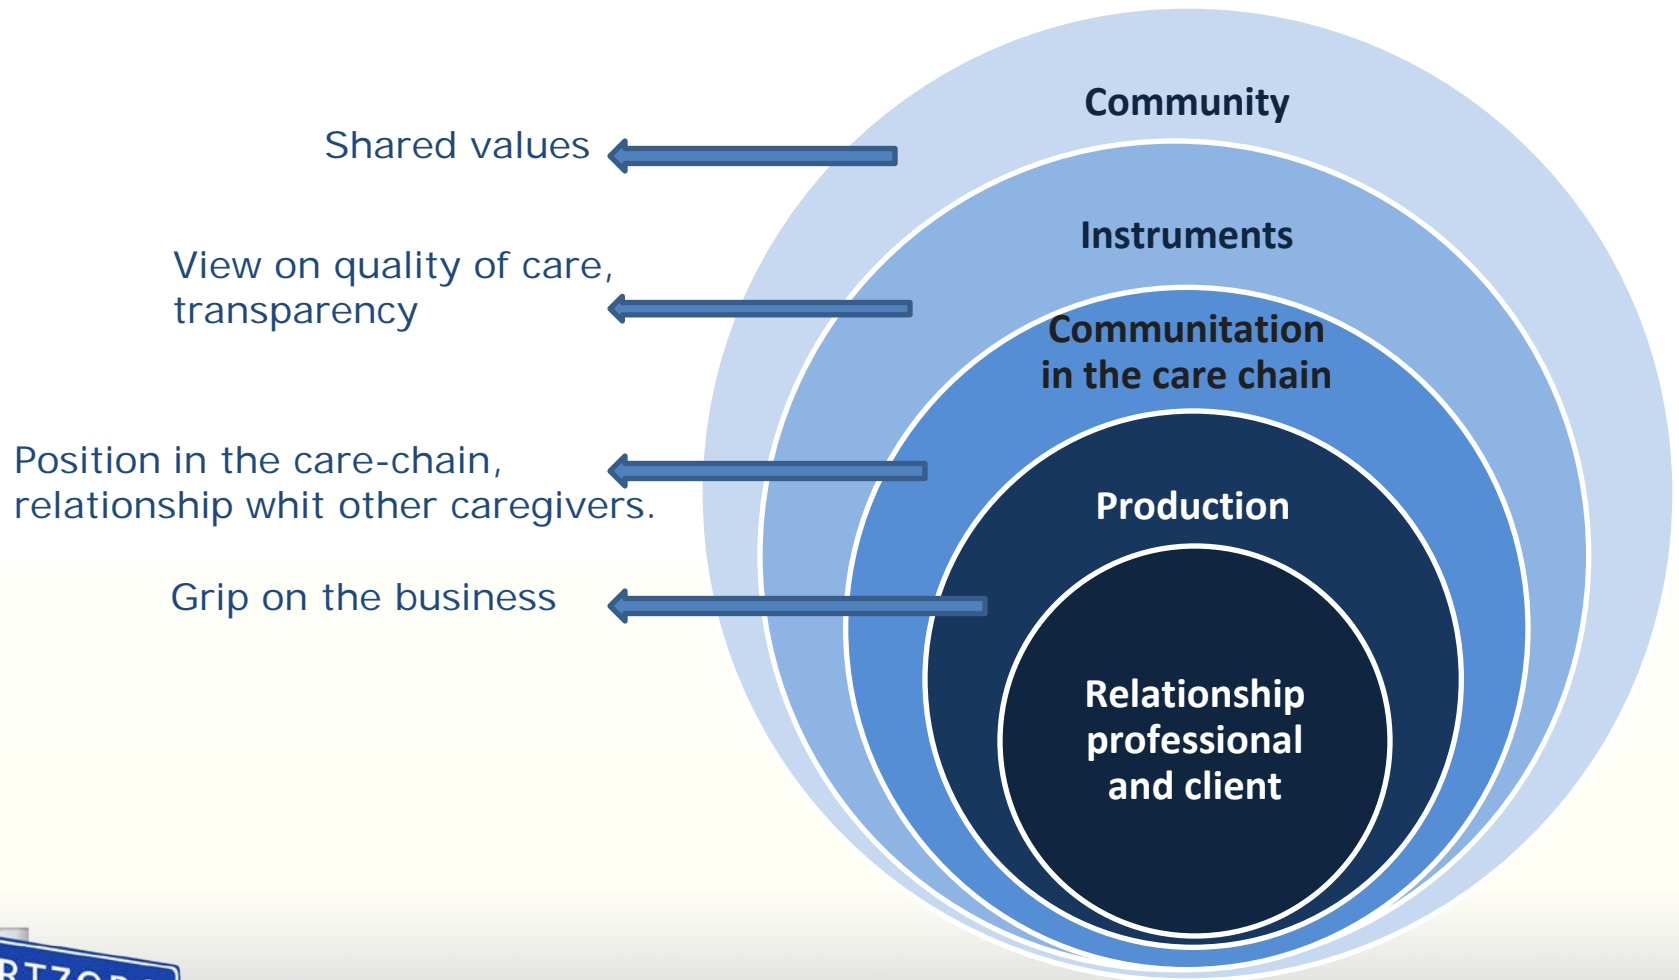 Community
Shared values
Instruments
View on quality of care,
transparency
Communitation
in the care chain
Position in the care-chain,
relationship whit other caregivers.
Production
Grip on the business
Relationship
professional
and client